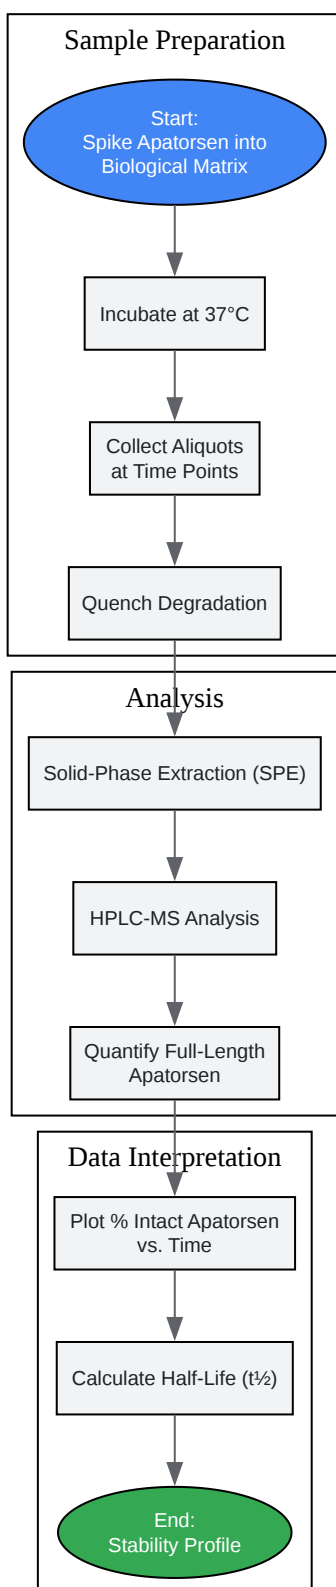 Sample Preparation
Start:
Spike Apatorsen into
Biological Matrix
Incubate at 37°C
Collect Aliquots
at Time Points
Quench Degradation
Analysis
Solid-Phase Extraction (SPE)
HPLC-MS Analysis
Quantify Full-Length
Apatorsen
Data Interpretation
Plot % Intact Apatorsen
vs. Time
Calculate Half-Life (t½)
End:
Stability Profile